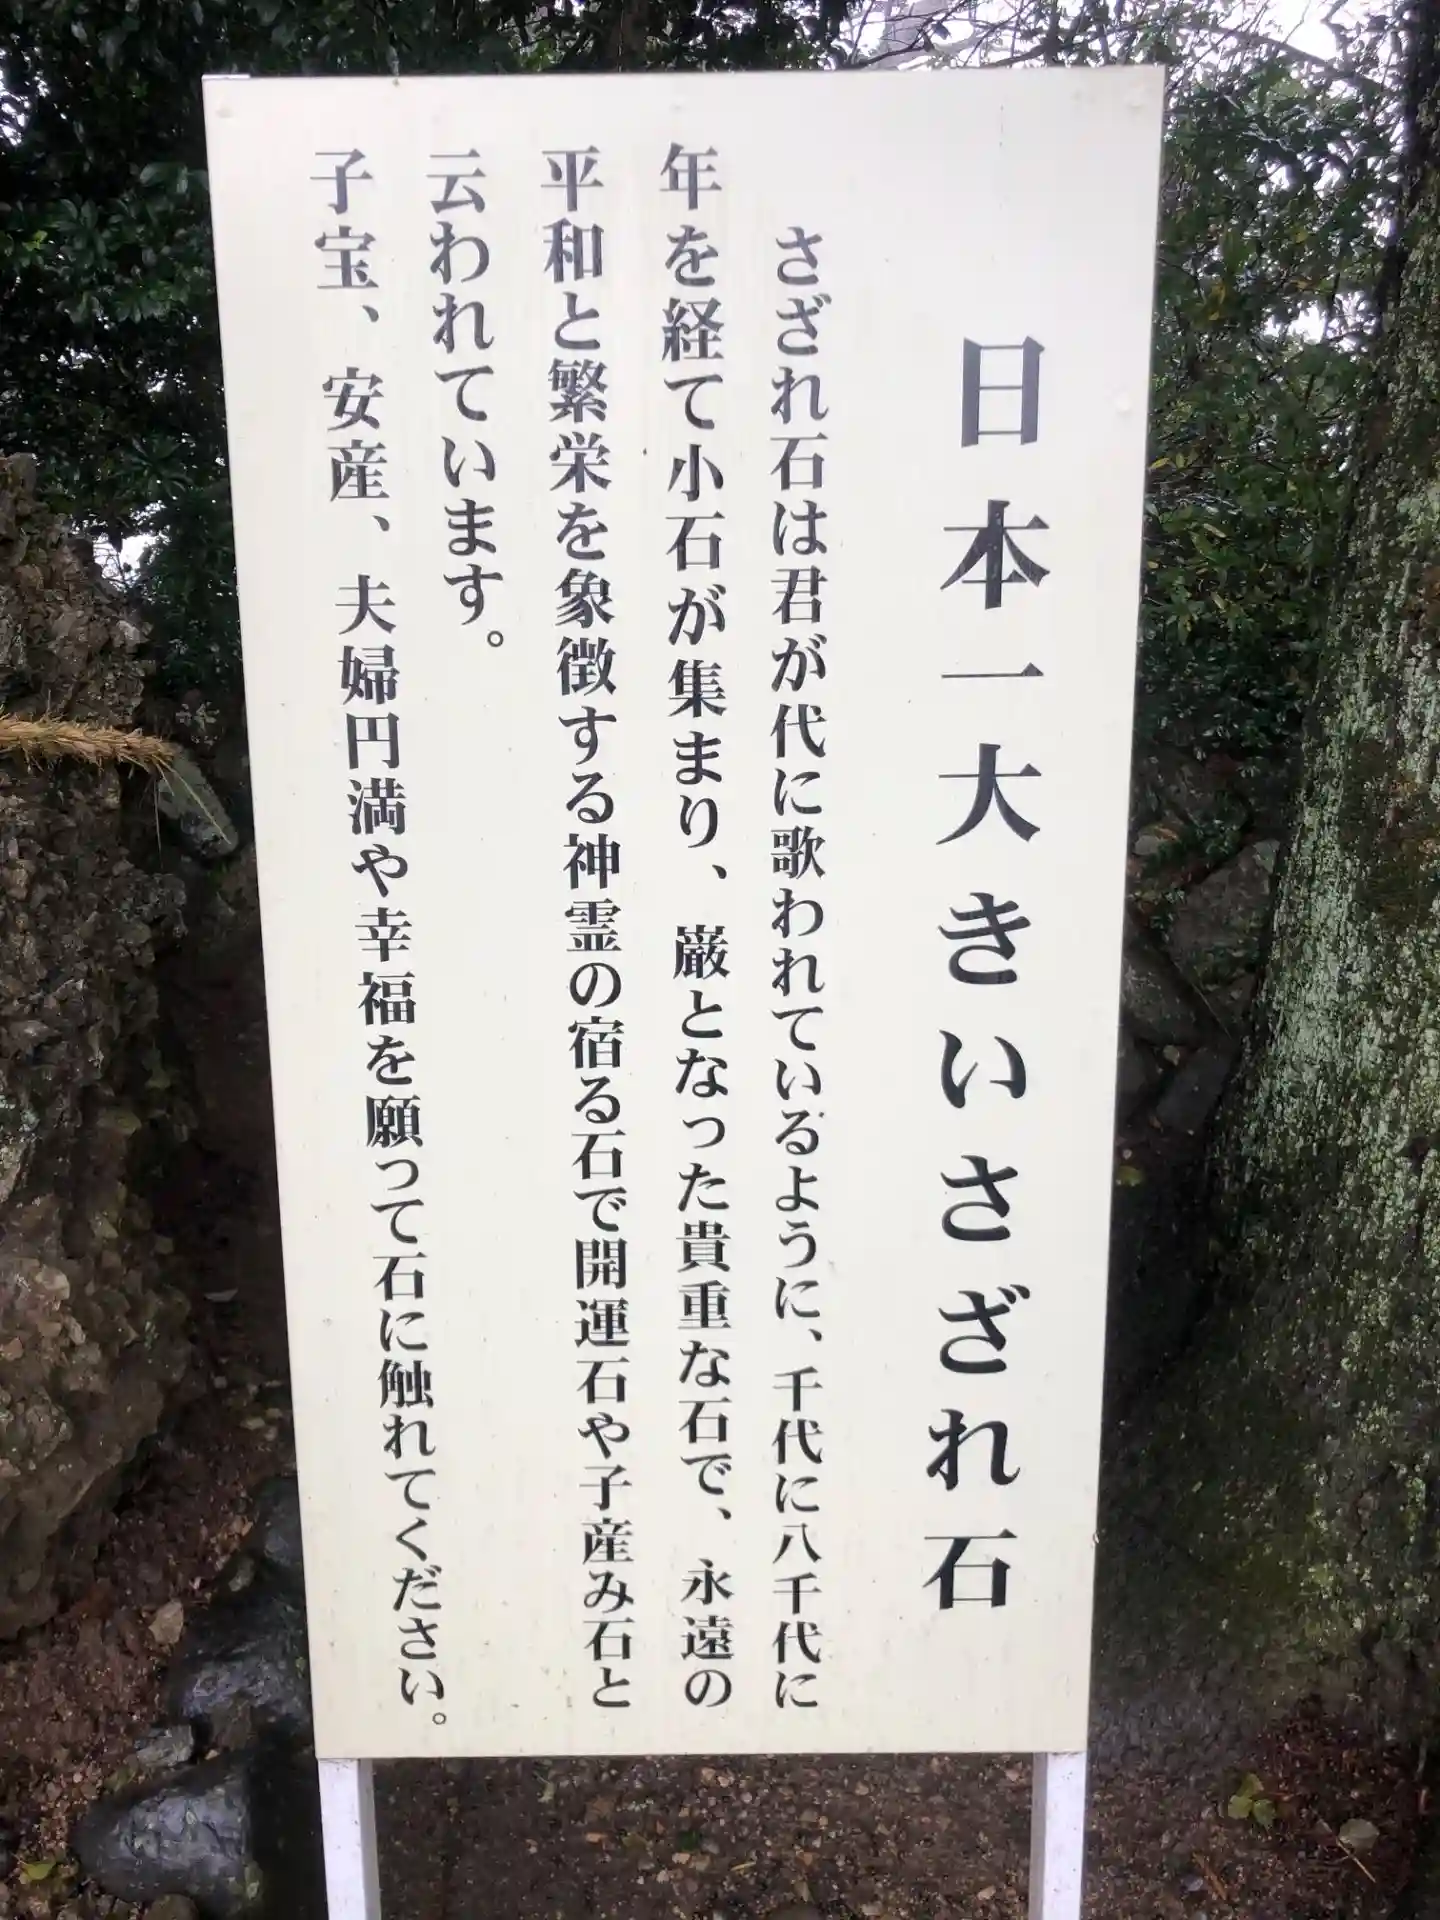 日本一大きいさざれ石
さざれ石は君が代に歌われているように、千代に八千代に
年を経て小石が集まり、巌となった貴重な石で、永遠の
平和と繁栄を象徴する神霊の宿る石で開運石や子産み石と
云われています。
子宝、安産、夫婦円満や幸福を願って石に触れてください。